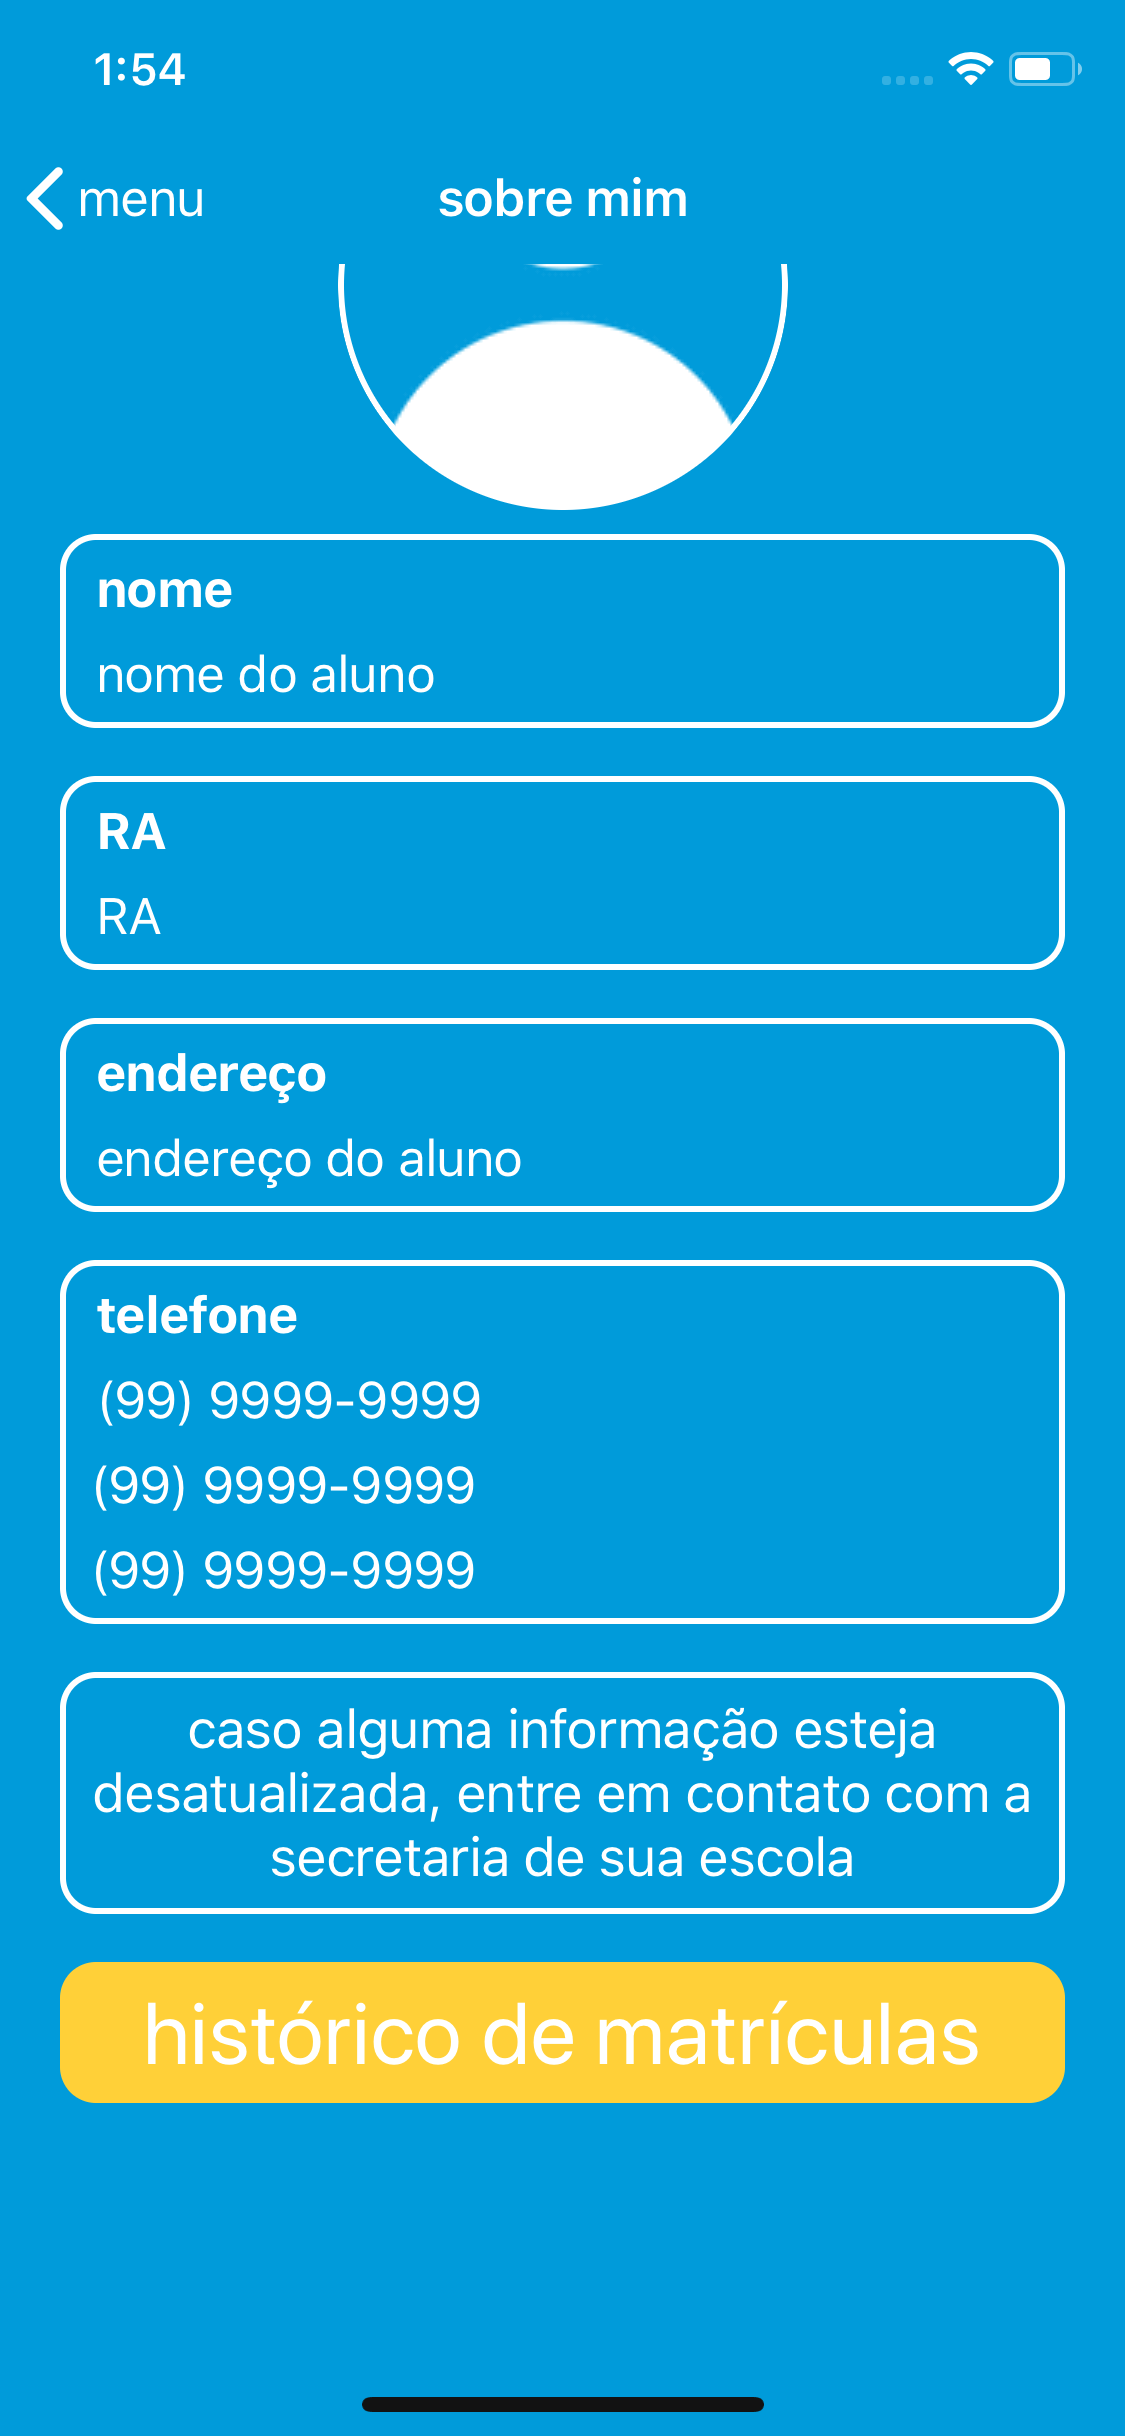 1:54
menu
sobre mim
nome
nome do aluno
RA
RA
endereço
endereço do aluno
telefone
(99) 9999-9999
(99) 9999-9999
(99) 9999-9999
caso alguma informação esteja
desatualizada, entre em contato com a
secretaria de sua escola
histórico de matrículas